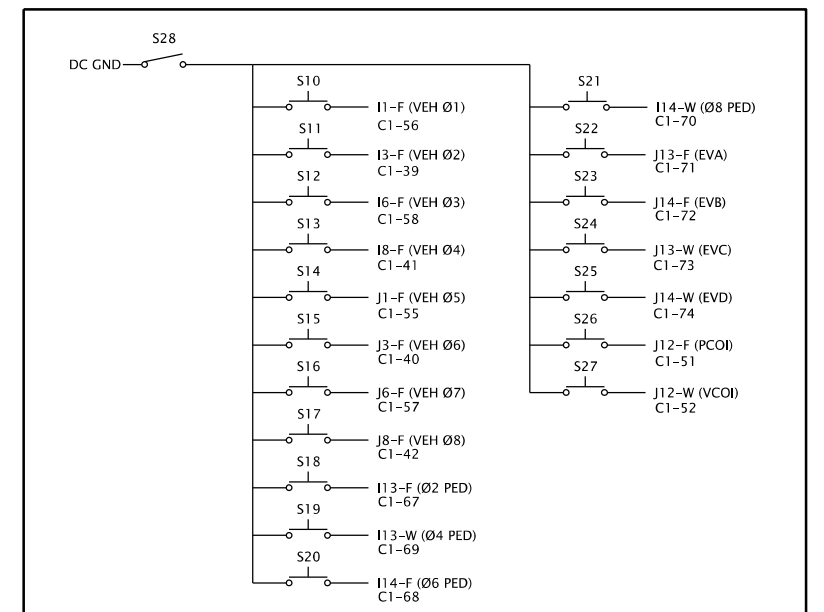 S28
DC GND
S10
I1-F (VEH Ø1)
C1-56
S11
I3-F (VEH Ø2)
C1-39
S12
I6-F (VEH Ø3)
C1-58
S13
I8-F (VEH Ø4)
C1-41
S14
J1-F (VEH Ø5)
C1-55
S15
J3-F (VEH Ø6)
C1-40
S16
J6-F (VEH Ø7)
C1-57
S17
J8-F (VEH Ø8)
C1-42
S18
I13-F (Ø2 PED)
C1-67
S19
I13-W (Ø4 PED)
C1-69
S20
I14-F (Ø6 PED)
C1-68
S21
I14-W (Ø8 PED)
C1-70
S22
J13-F (EVA)
C1-71
S23
J14-F (EVB)
C1-72
S24
J13-W (EVC)
C1-73
S25
J14-W (EVD)
C1-74
S26
J12-F (PCOI)
C1-51
S27
J12-W (VCOI)
C1-52